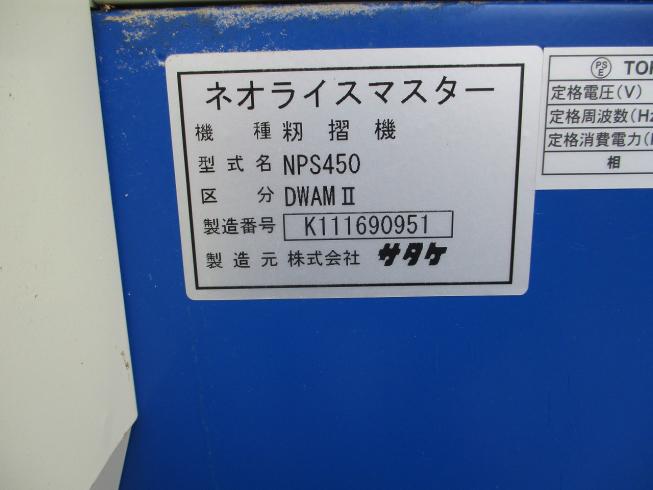 ネオライスマスター
機種 籾摺機
型式名 NPS450
区分 DWAMⅡ
製造番号 K111690951
製造元 株式会社 サタケ
PS
E
定格電圧(V)
定格周波数(Hz
定格消費電力(
相